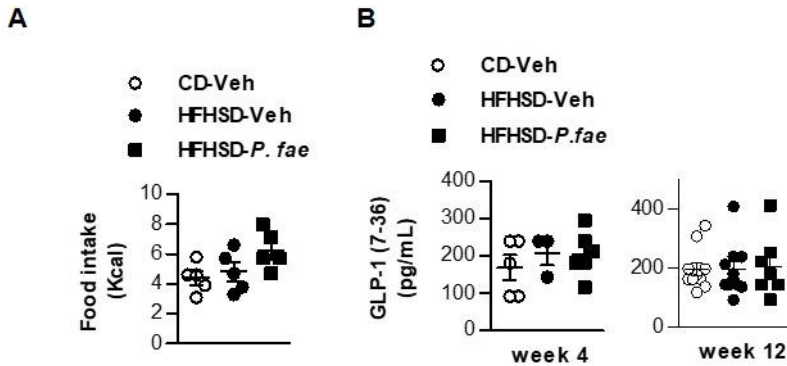 A
CD-Veh
HFHSD-Veh
HFHSD-P. fae
Food intake
(Kcal)
10
8
6
4
2
0
B
CD-Veh
HFHSD-Veh
HFHSD-P.fae
GLP-1 (7-36)
(pg/mL)
400
300
200
100
0
week 4
400
200
0
week 12